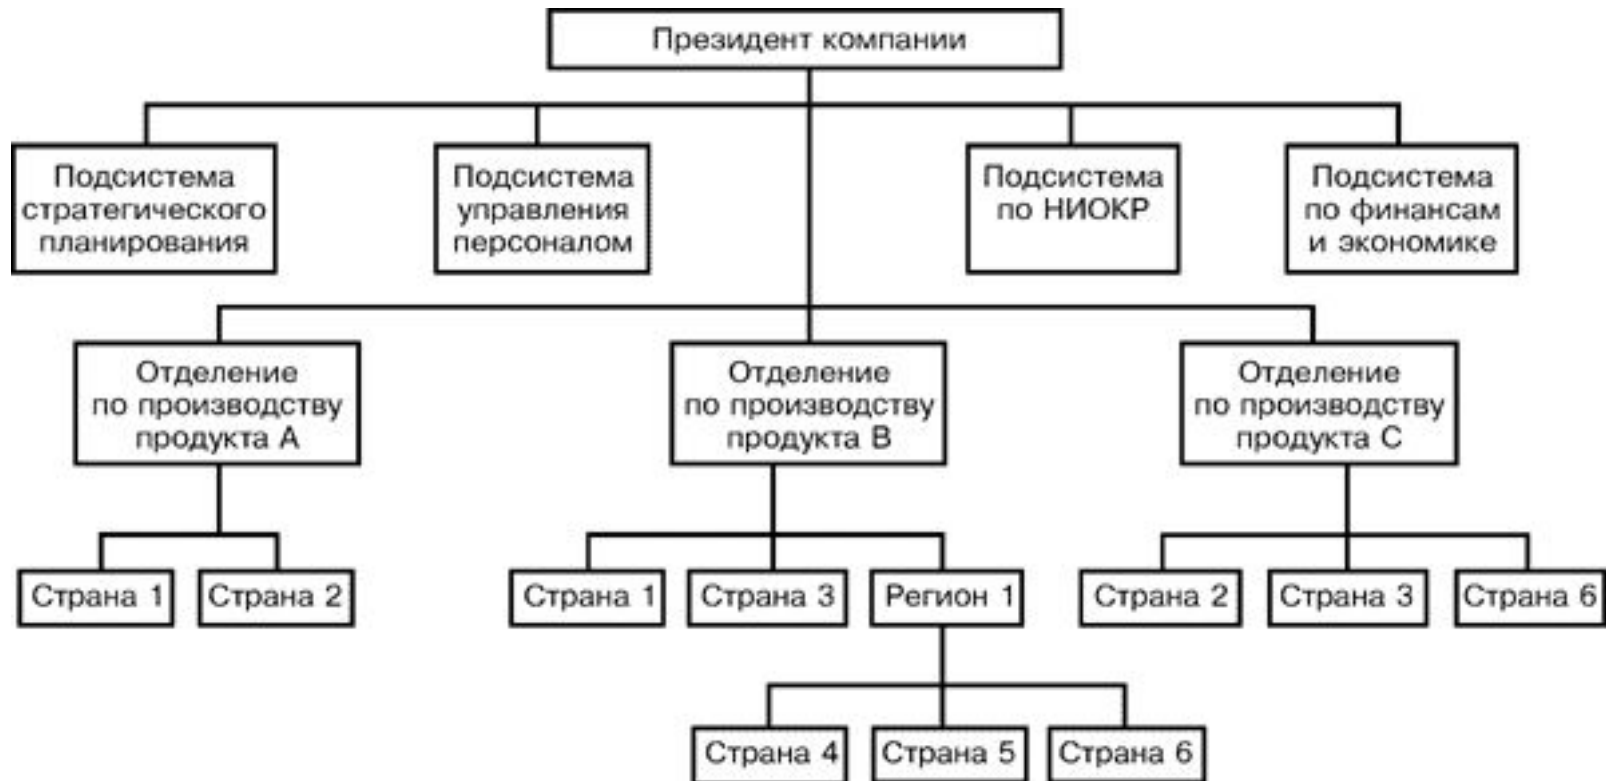 Президент компании
Подсистема
стратегического
планирования
Подсистема
управления
персоналом
Подсистема
по НИОКР
Подсистема
по финансам
и экономике
Отделение
по производству
продукта А
Отделение
по производству
продукта В
Отделение
по производству
продукта С
Страна 1
Страна 2
Страна 1
Страна 3
Регион 1
Страна 2
Страна 3
Страна 6
Страна 4
Страна 5
Страна 6